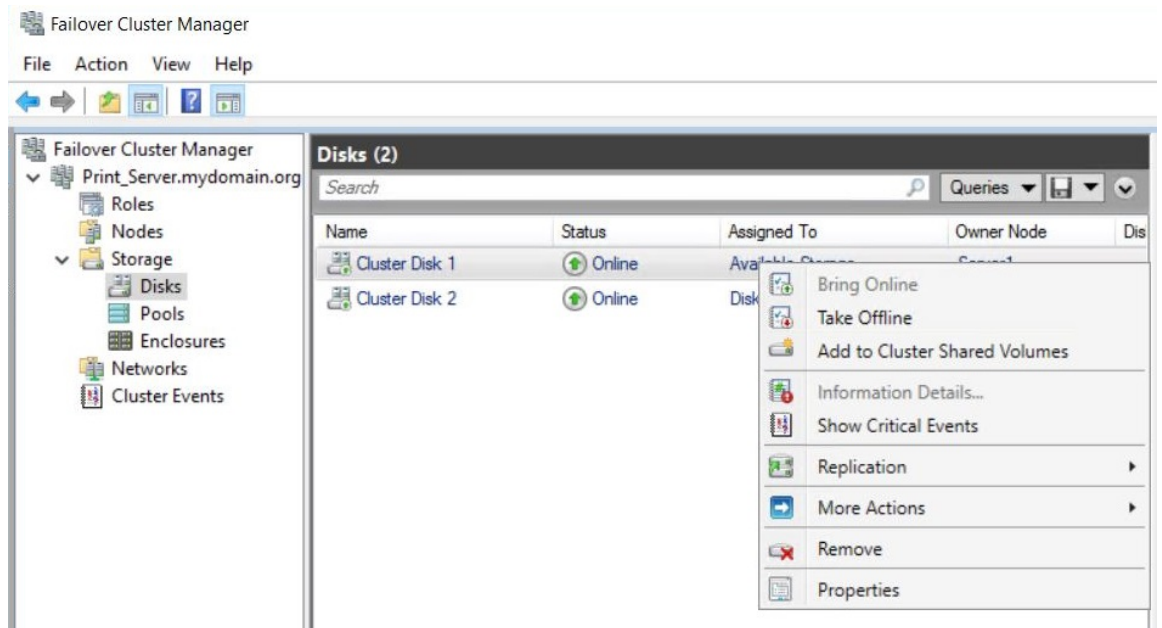 Failover Cluster Manager
File Action View Help
Failover Cluster Manager
Print_Server.mydomain.org
Roles
Nodes
Storage
Disks
Pools
Enclosures
Networks
Cluster Events
Disks (2)
Search Queries
Name Status Assigned To Owner Node Dis
Cluster Disk 1 Online
Cluster Disk 2 Online Disk
Bring Online
Take Offline
Add to Cluster Shared Volumes
Information Details...
Show Critical Events
Replication
More Actions
Remove
Properties